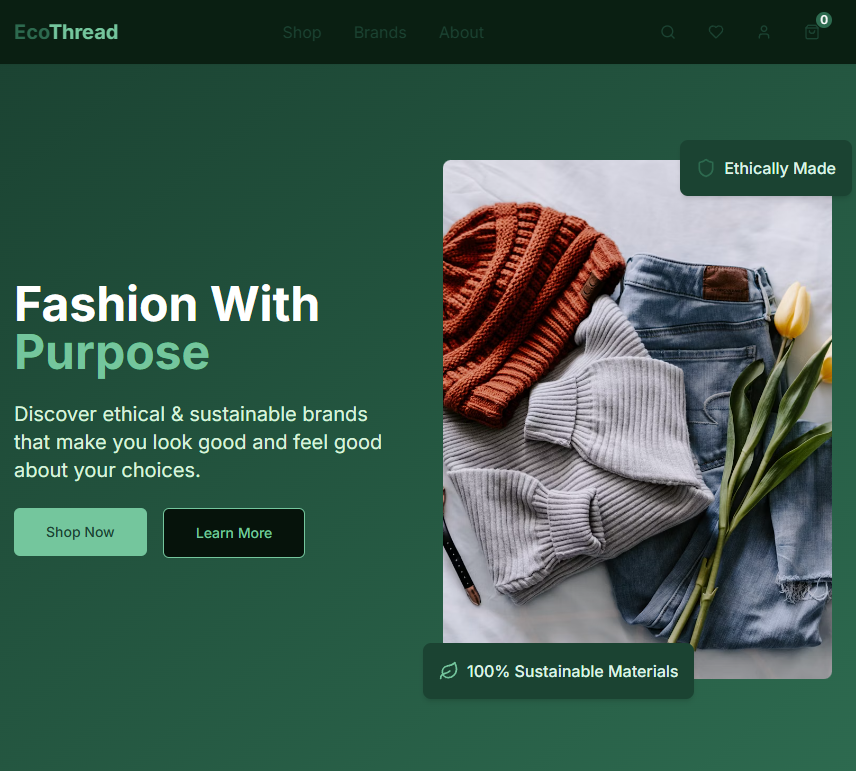 EcoThread
Shop
Brands
About
0
Ethically Made
Fashion With
Purpose
Discover ethical & sustainable brands
that make you look good and feel good
about your choices.
Shop Now
Learn More
100% Sustainable Materials